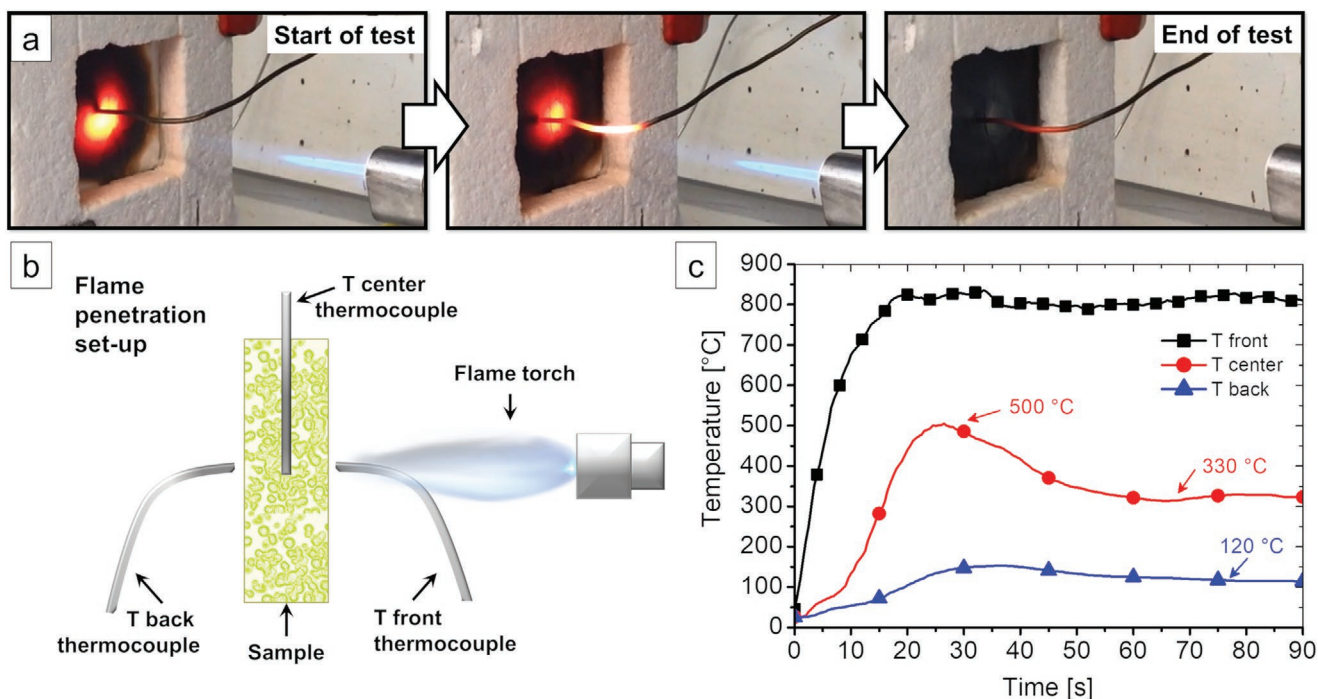 a
Start of test
End of test
b
Flame
penetration
set-up
T center
thermocouple
Flame torch
T back
thermocouple
Sample
T front
thermocouple
c
900
800
700
600
500
400
300
200
100
0
Temperature [°C]
T front
T center
T back
500 °C
330 °C
120 °C
0 10 20 30 40 50 60 70 80 90
Time [s]